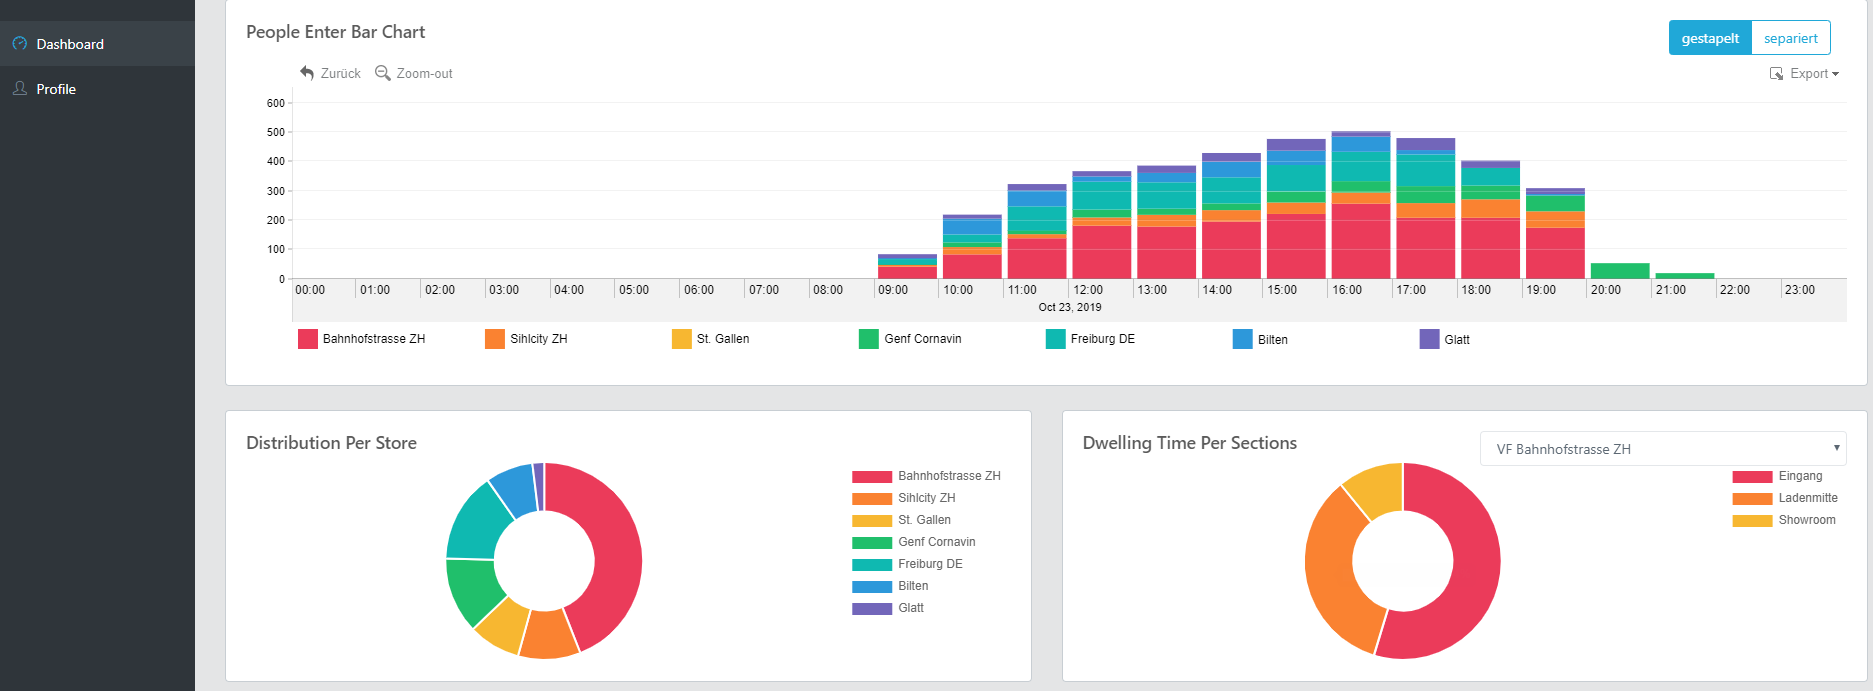 Dashboard
Profile
People Enter Bar Chart
gestapelt separiert
Zurück Zoom-out
Export
600
500
400
300
200
100
0
00:00 01:00 02:00 03:00 04:00 05:00 06:00 07:00 08:00 09:00 10:00 11:00 12:00 13:00 14:00 15:00 16:00 17:00 18:00 19:00 20:00 21:00 22:00 23:00
Oct 23, 2019
Bahnhofstrasse ZH Sihlcity ZH St. Gallen Genf Cornavin Freiburg DE Bilten Glatt
Distribution Per Store
Bahnhofstrasse ZH
Sihlcity ZH
St. Gallen
Genf Cornavin
Freiburg DE
Bilten
Glatt
Dwelling Time Per Sections
VF Bahnhofstrasse ZH
Eingang
Ladenmitte
Showroom